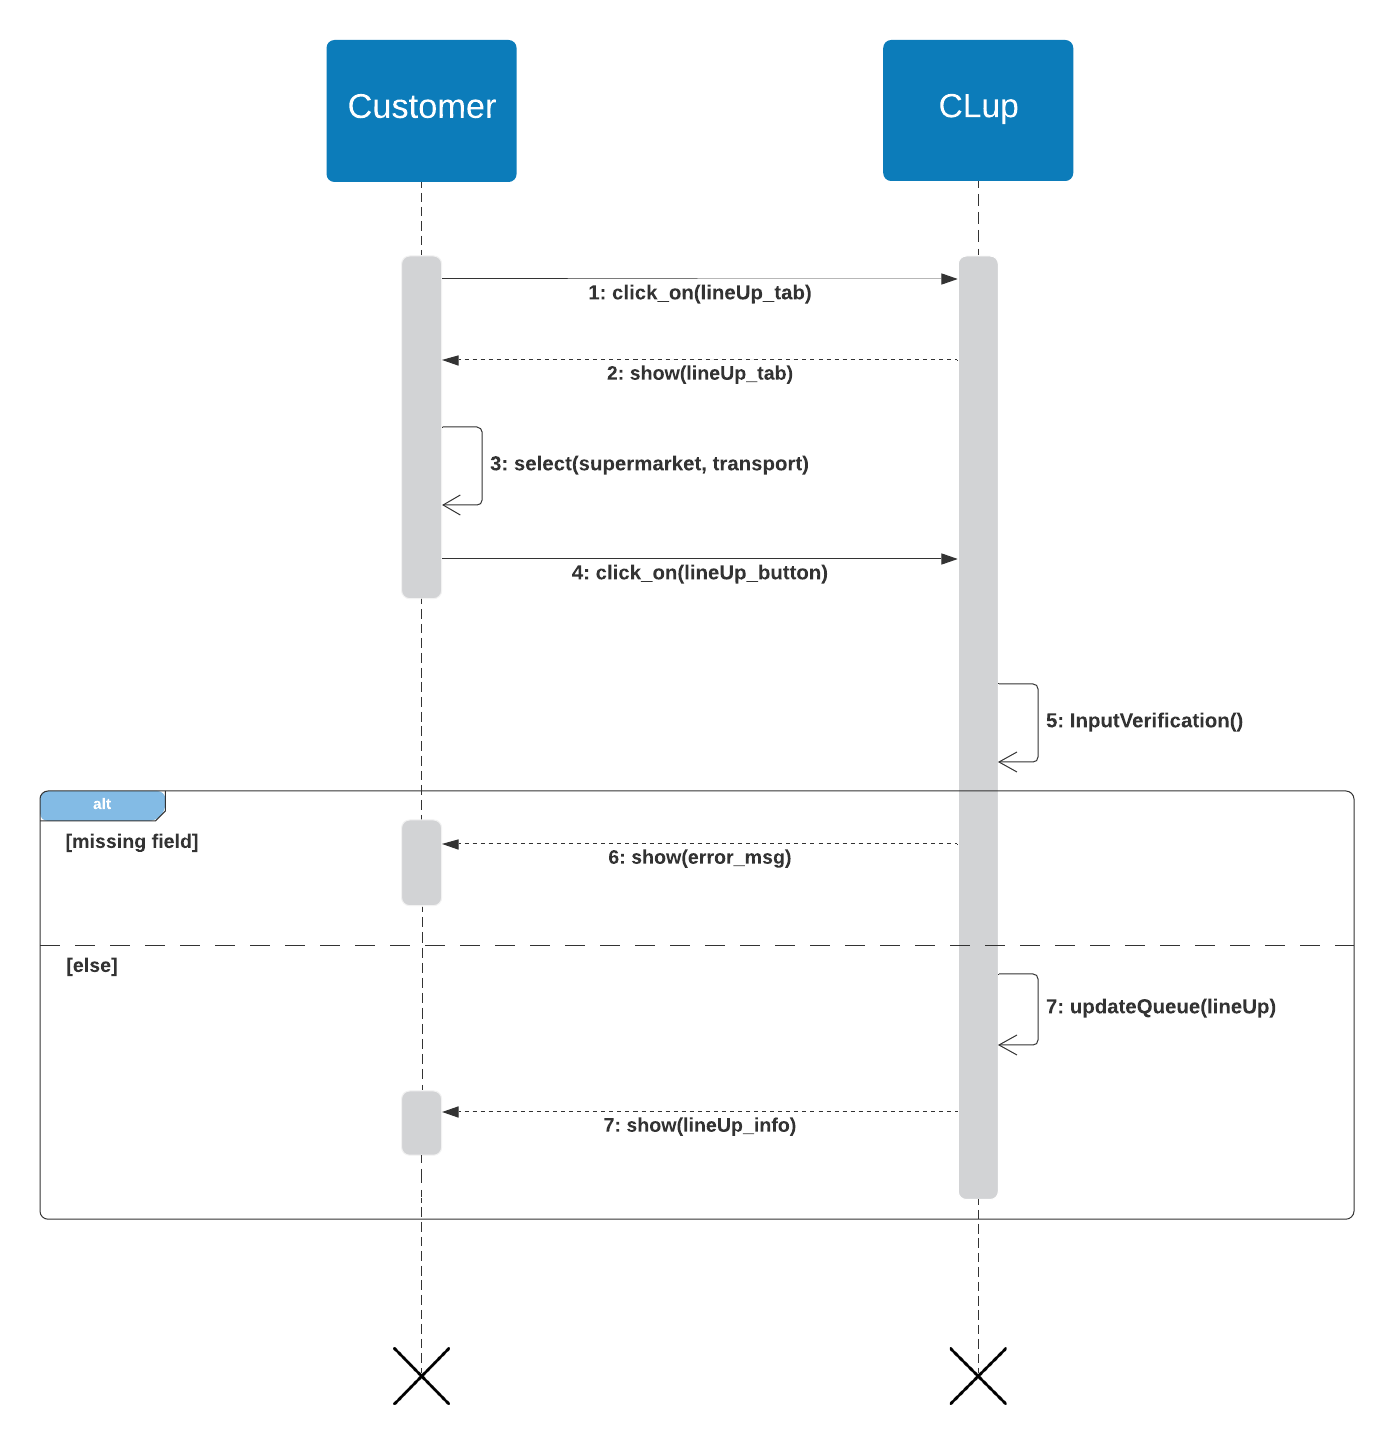 Customer
CLup
1: click_on(lineUp_tab)
2: show(lineUp_tab)
3: select(supermarket, transport)
4: click_on(lineUp_button)
5: InputVerification()
alt
[missing field]
6: show(error_msg)
[else]
7: updateQueue(lineUp)
7: show(lineUp_info)